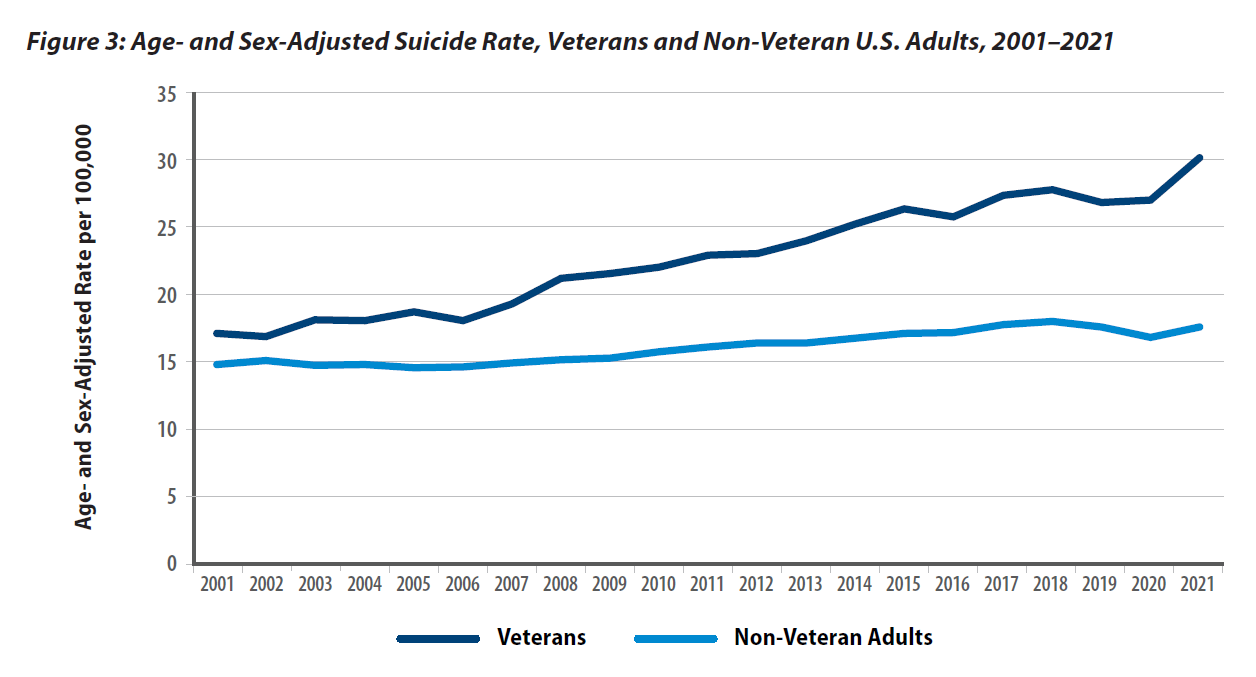 Figure 3: Age- and Sex-Adjusted Suicide Rate, Veterans and Non-Veteran U.S. Adults, 2001–2021
Age- and Sex-Adjusted Rate per 100,000
35
30
25
20
15
10
5
0
2001 2002 2003 2004 2005 2006 2007 2008 2009 2010 2011 2012 2013 2014 2015 2016 2017 2018 2019 2020 2021
Veterans Non-Veteran Adults